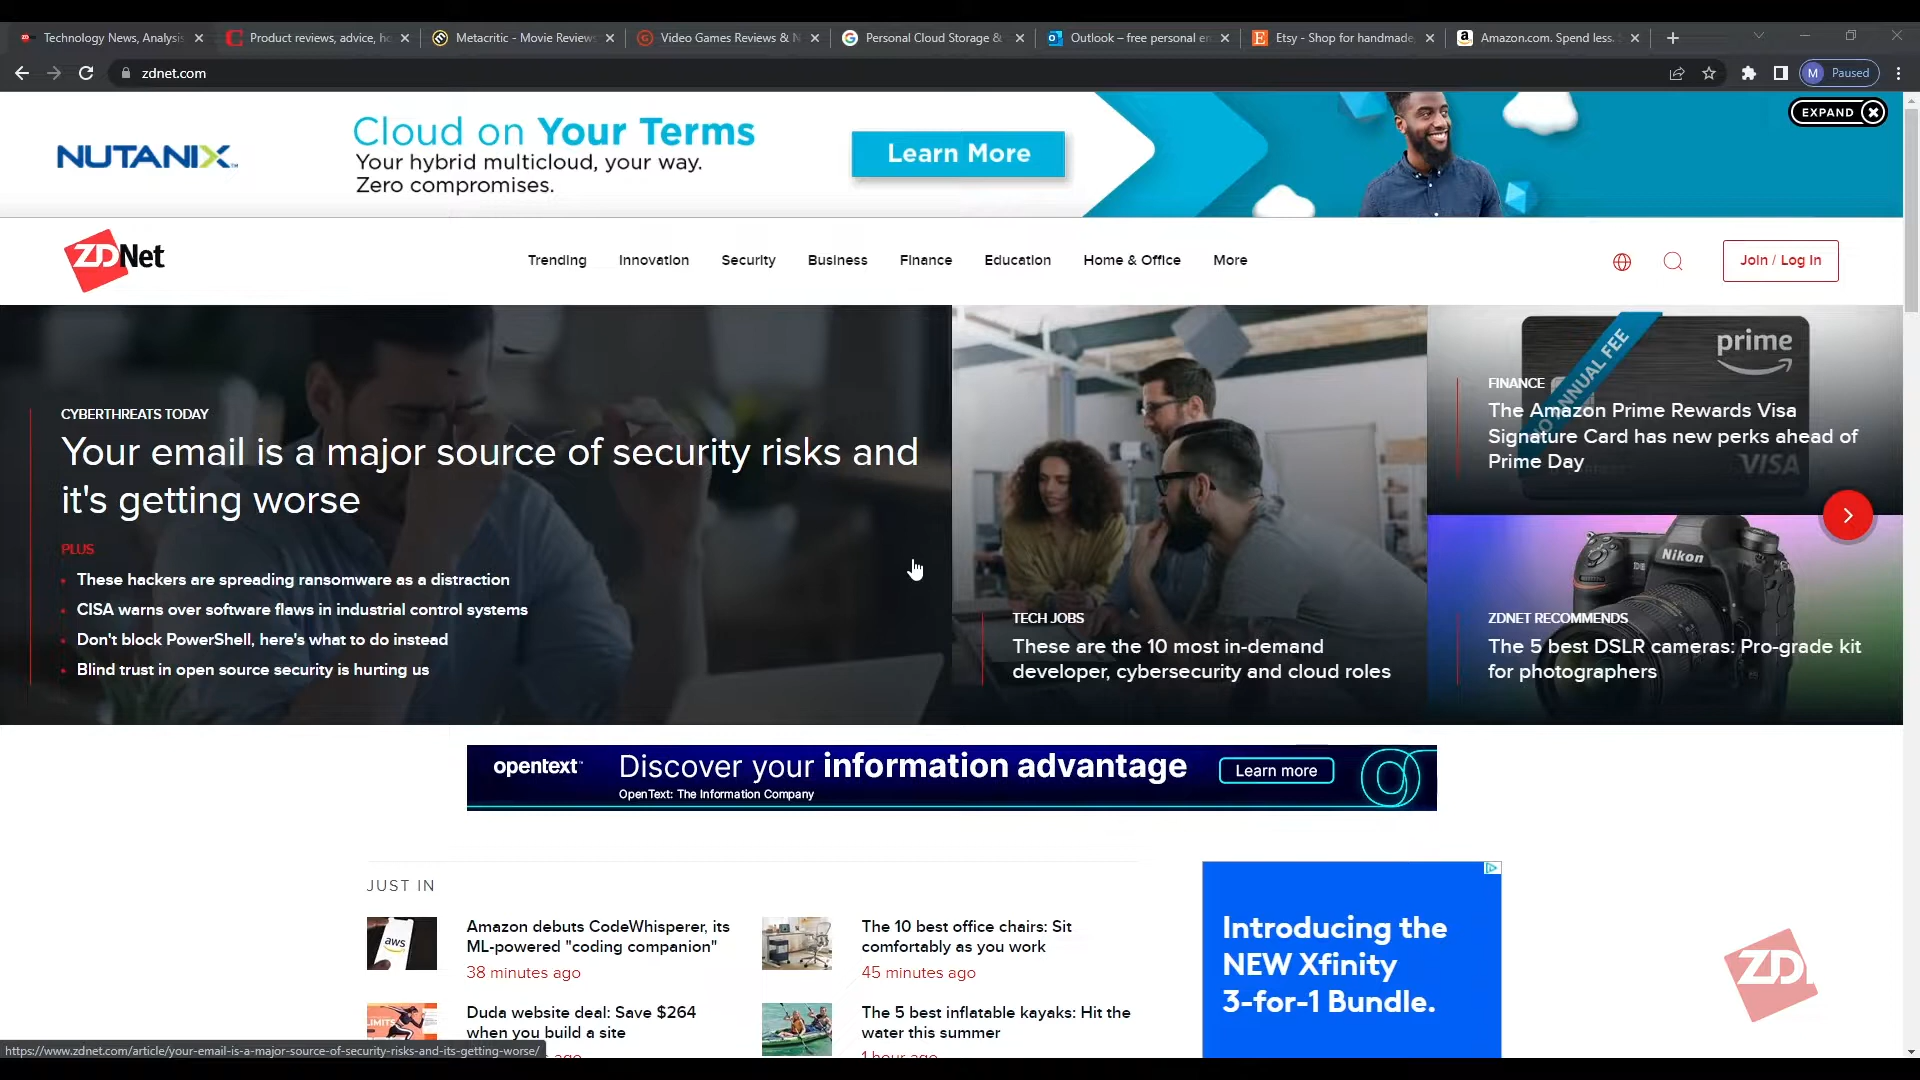 Technology News, Analysis
Product reviews, advice, h
Metacritic - Movie Reviews
Video Games Reviews & N
Personal Cloud Storage &
Outlook – free personal e
Etsy - Shop for handmade,
Amazon.com. Spend less.
zdnet.com
M Paused
NUTANIX
Cloud on Your Terms
Your hybrid multicloud, your way.
Zero compromises.
Learn More
EXPAND
ZDNet
Trending
Innovation
Security
Business
Finance
Education
Home & Office
More
Join / Log In
CYBERTHREATS TODAY
Your email is a major source of security risks and
it's getting worse
PLUS
These hackers are spreading ransomware as a distraction
CISA warns over software flaws in industrial control systems
Don't block PowerShell, here's what to do instead
Blind trust in open source security is hurting us
TECH JOBS
These are the 10 most in-demand
developer, cybersecurity and cloud roles
NO ANNUAL FEE
prime
VISA
FINANCE
The Amazon Prime Rewards Visa
Signature Card has new perks ahead of
Prime Day
Nikon
ZDNET RECOMMENDS
The 5 best DSLR cameras: Pro-grade kit
for photographers
opentext™
Discover your information advantage
OpenText: The Information Company
Learn more
JUST IN
aws
Amazon debuts CodeWhisperer, its
ML-powered "coding companion"
38 minutes ago
The 10 best office chairs: Sit
comfortably as you work
45 minutes ago
LIMITS
Duda website deal: Save $264
when you build a site
ago
The 5 best inflatable kayaks: Hit the
water this summer
1 hour ago
Introducing the
NEW Xfinity
3-for-1 Bundle.
ZD
https://www.zdnet.com/article/your-email-is-a-major-source-of-security-risks-and-its-getting-worse/